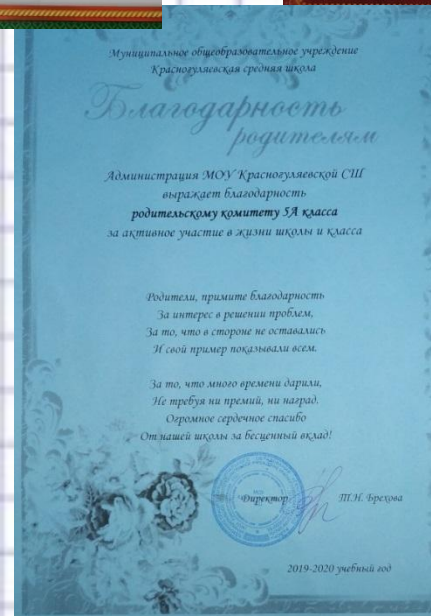 Муниципальное общеобразовательное учреждение
Красногуляевская средняя школа
Благодарность
родителям
Администрация МОУ Красногуляевской СШ
выражает благодарность
родительскому комитету 5А класса
за активное участие в жизни школы и класса
Родители, примите благодарность
За интерес в решении проблем,
За то, что в стороне не оставались
И свой пример показывали всем.
За то, что много времени дарили,
Не требуя ни премий, ни наград,
Огромное сердечное спасибо
От нашей школы за бесценный вклад!
Директор Т.Н. Брехова
2019-2020 учебный год